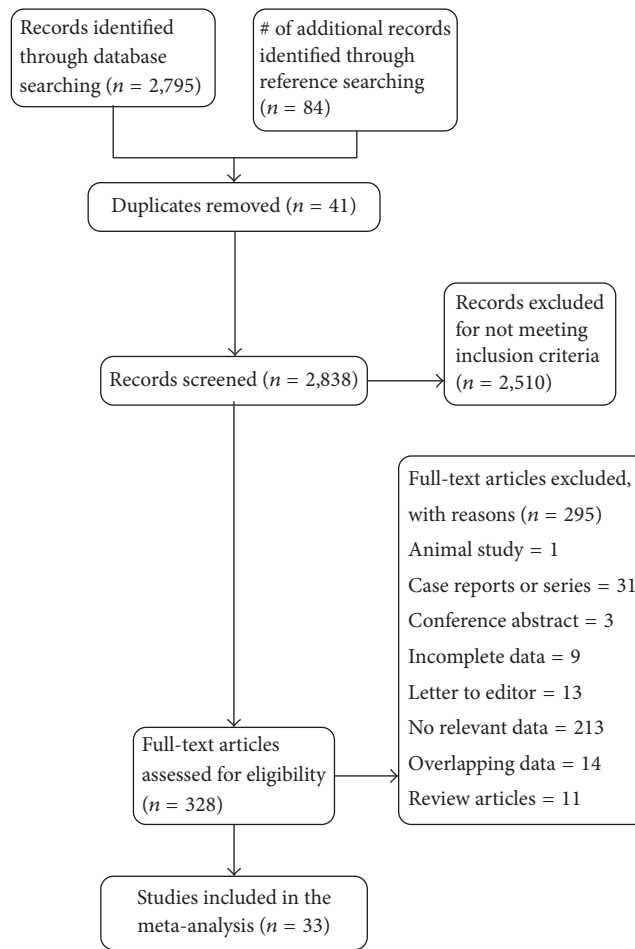 Records identified
through database
searching (n = 2,795)
# of additional records
identified through
reference searching
(n = 84)
Duplicates removed (n = 41)
Records screened (n = 2,838)
Records excluded
for not meeting
inclusion criteria
(n = 2,510)
Full-text articles excluded,
with reasons (n = 295)
Animal study = 1
Case reports or series = 31
Conference abstract = 3
Incomplete data = 9
Letter to editor = 13
No relevant data = 213
Overlapping data = 14
Review articles = 11
Full-text articles
assessed for eligibility
(n = 328)
Studies included in the
meta-analysis (n = 33)